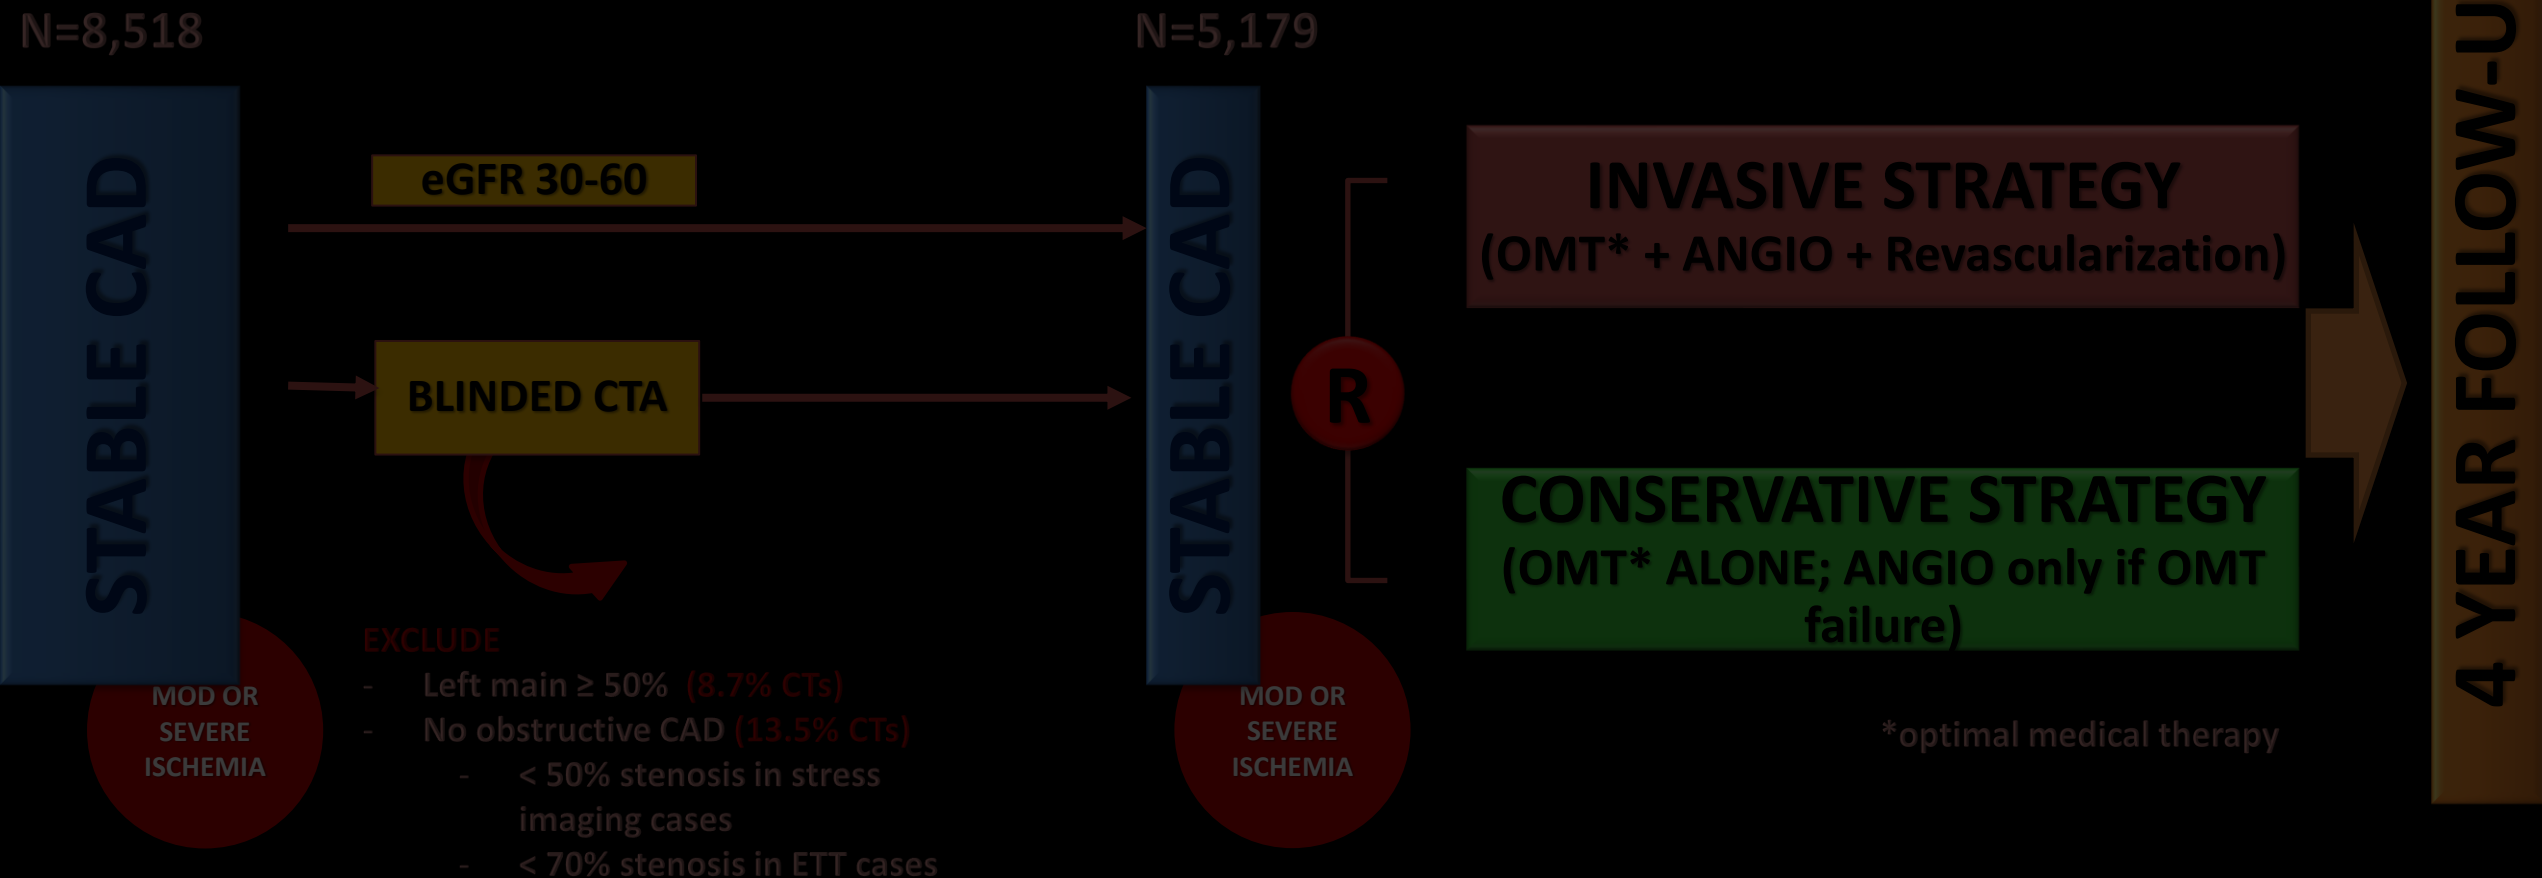 N=8,518
N=5,179
STABLE CAD
eGFR 30-60
BLINDED CTA
MOD OR
SEVERE
ISCHEMIA
EXCLUDE
- Left main ≥ 50% (8.7% CTs)
- No obstructive CAD (13.5% CTs)
- < 50% stenosis in stress
imaging cases
- < 70% stenosis in ETT cases
STABLE CAD
MOD OR
SEVERE
ISCHEMIA
R
INVASIVE STRATEGY
(OMT* + ANGIO + Revascularization)
CONSERVATIVE STRATEGY
(OMT* ALONE; ANGIO only if OMT
failure)
*optimal medical therapy
4 YEAR FOLLOW-U